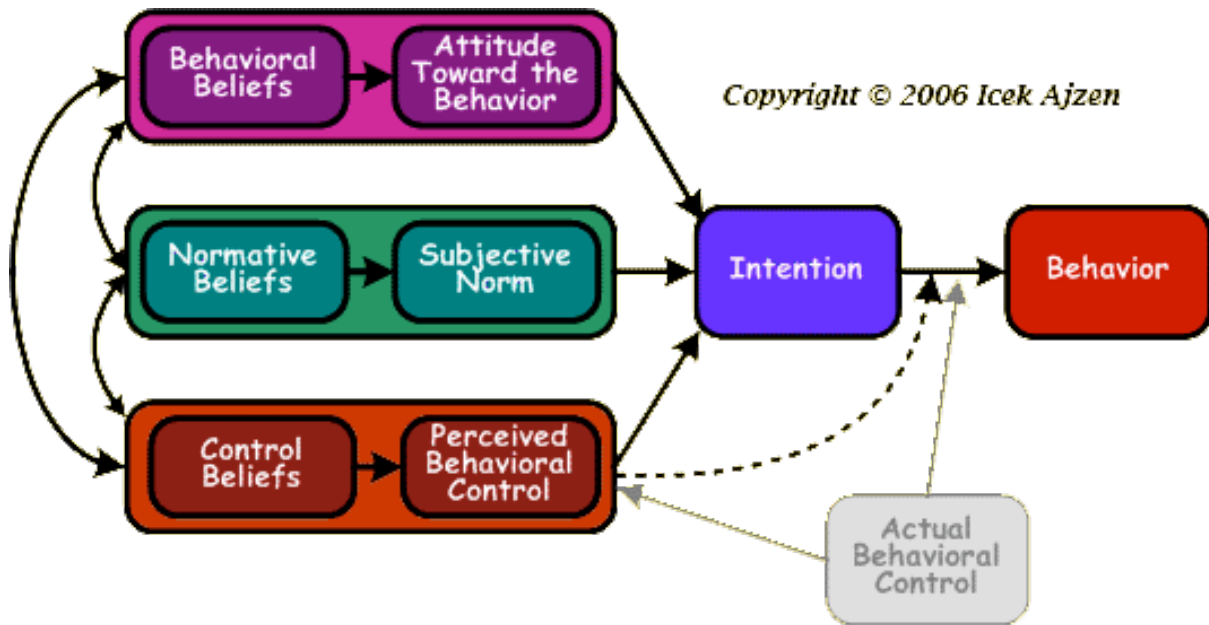 Behavioral
Beliefs
Attitude
Toward the
Behavior
Copyright © 2006 Icek Ajzen
Normative
Beliefs
Subjective
Norm
Intention
Behavior
Control
Beliefs
Perceived
Behavioral
Control
Actual
Behavioral
Control